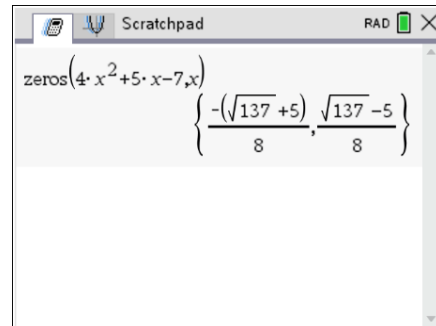 Scratchpad RAD
zeros(4·x²+5·x−7,x)
{-(√137+5)/8, (√137−5)/8}